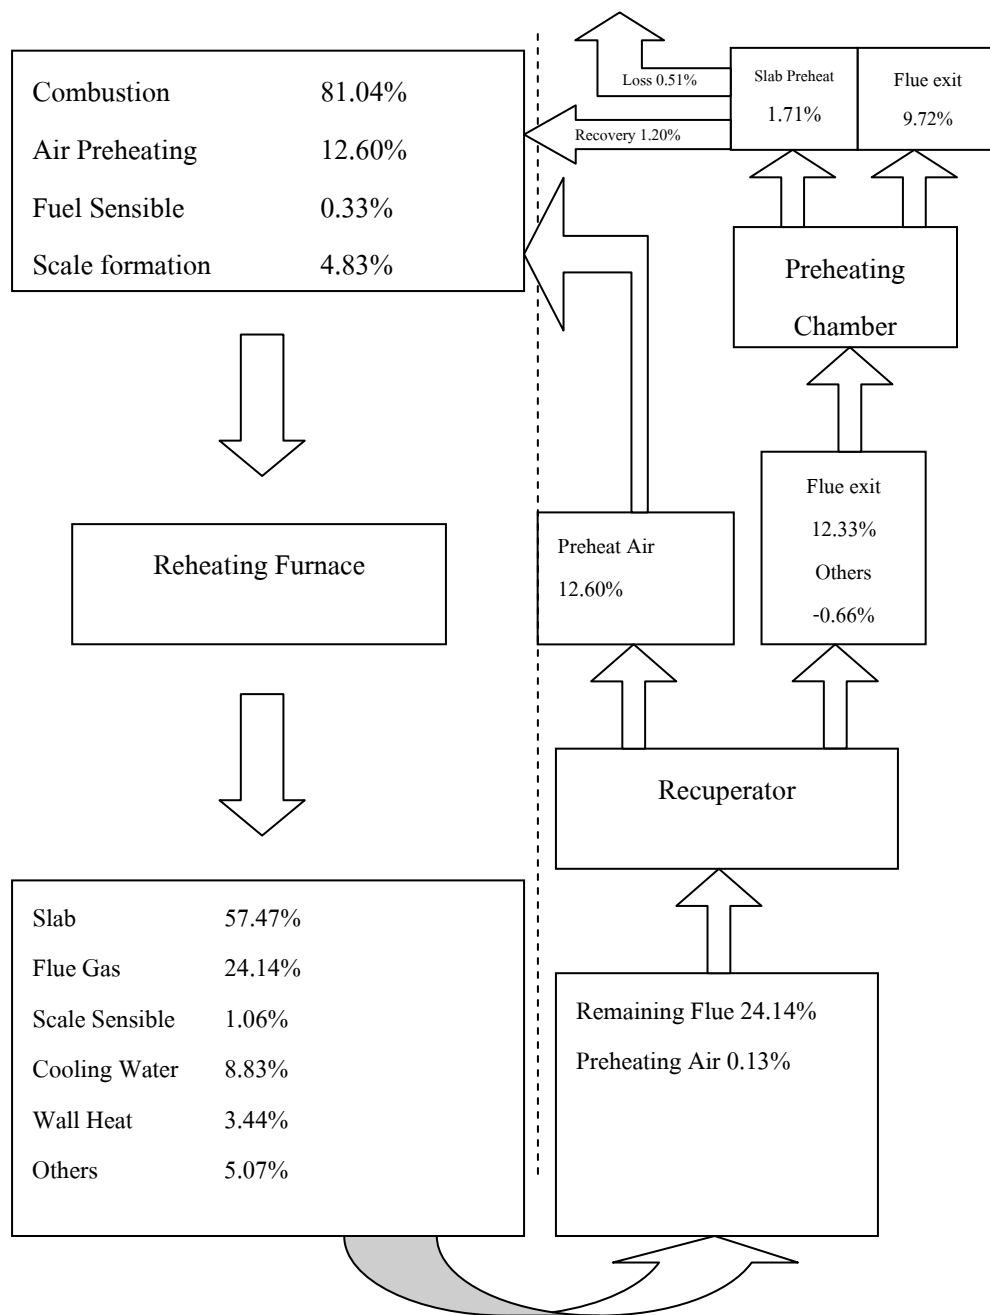 Combustion 81.04%
Air Preheating 12.60%
Fuel Sensible 0.33%
Scale formation 4.83%
Reheating Furnace
Slab 57.47%
Flue Gas 24.14%
Scale Sensible 1.06%
Cooling Water 8.83%
Wall Heat 3.44%
Others 5.07%
Loss 0.51%
Recovery 1.20%
Slab Preheat
1.71%
Flue exit
9.72%
Preheating
Chamber
Flue exit
12.33%
Others
-0.66%
Preheat Air
12.60%
Recuperator
Remaining Flue 24.14%
Preheating Air 0.13%